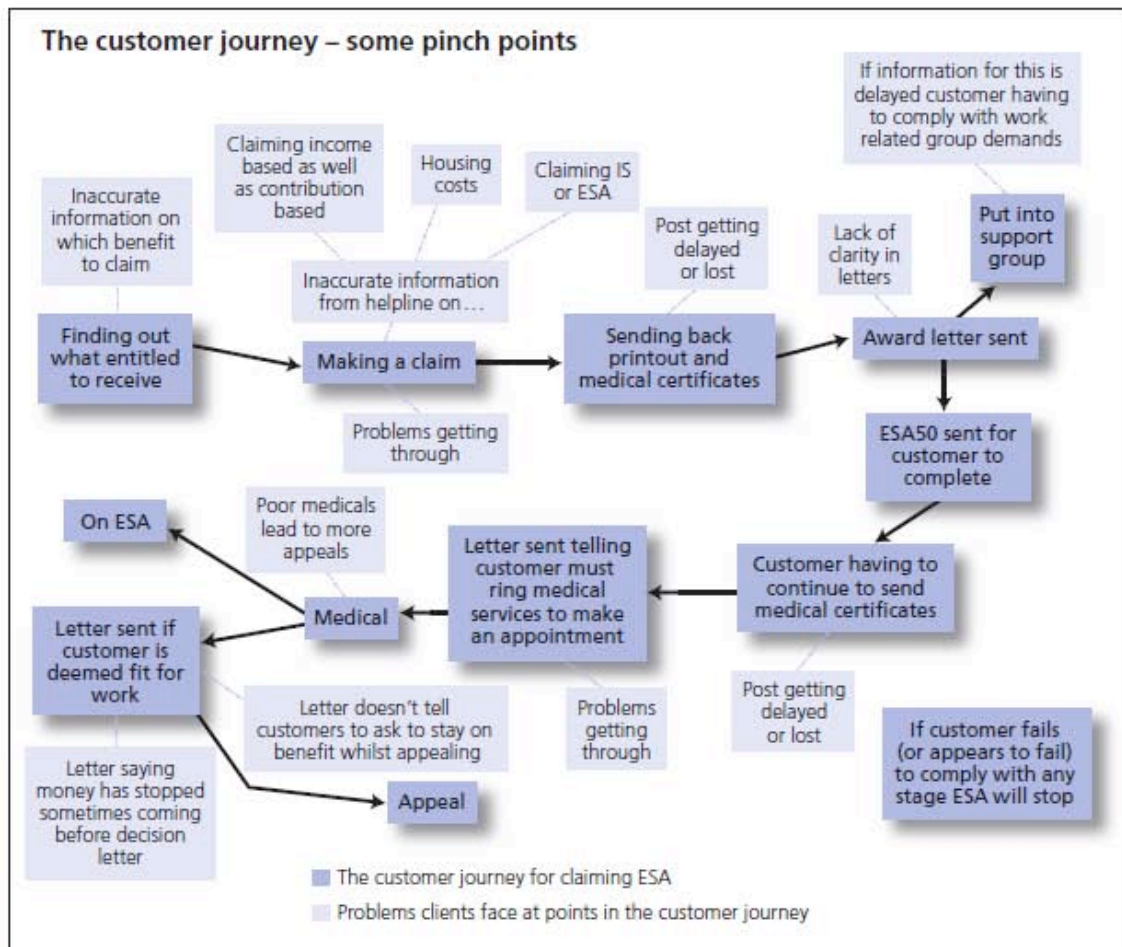 The customer journey – some pinch points
If information for this is
delayed customer having
to comply with work
related group demands
Claiming income
based as well
as contribution
based
Housing
costs
Claiming IS
or ESA
Inaccurate
information on
which benefit
to claim
Post getting
delayed
or lost
Lack of
clarity in
letters
Put into
support
group
Inaccurate information
from helpline on…
Finding out
what entitled
to receive
Making a claim
Sending back
printout and
medical certificates
Award letter sent
Problems getting
through
ESA50 sent for
customer to
complete
On ESA
Poor medicals
lead to more
appeals
Letter sent telling
customer must
ring medical
services to make
an appointment
Customer having to
continue to send
medical certificates
Medical
Letter sent if
customer is
deemed fit for
work
Letter doesn't tell
customers to ask to stay on
benefit whilst appealing
Problems
getting
through
Post getting
delayed
or lost
If customer fails
(or appears to fail)
to comply with any
stage ESA will stop
Letter saying
money has stopped
sometimes coming
before decision
letter
Appeal
The customer journey for claiming ESA
Problems clients face at points in the customer journey